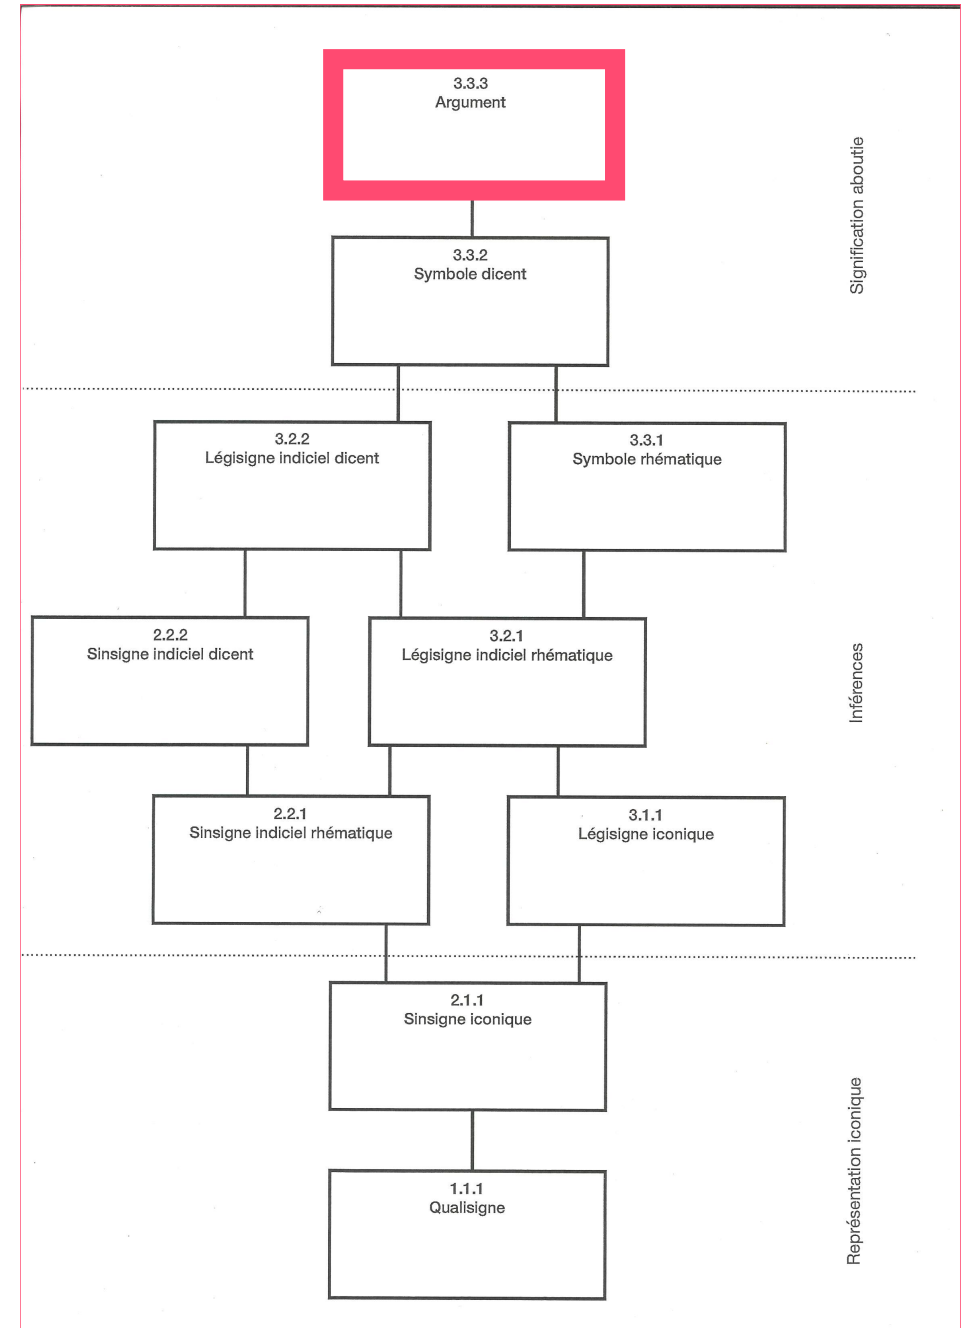 3.3.3
Argument
Signification aboutie
3.3.2
Symbole dicent
3.2.2
Légisigne indiciel dicent
3.3.1
Symbole rhématique
2.2.2
Sinsigne indiciel dicent
3.2.1
Légisigne indiciel rhématique
Inférences
2.2.1
Sinsigne indiciel rhématique
3.1.1
Légisigne iconique
2.1.1
Sinsigne iconique
Représentation iconique
1.1.1
Qualisigne